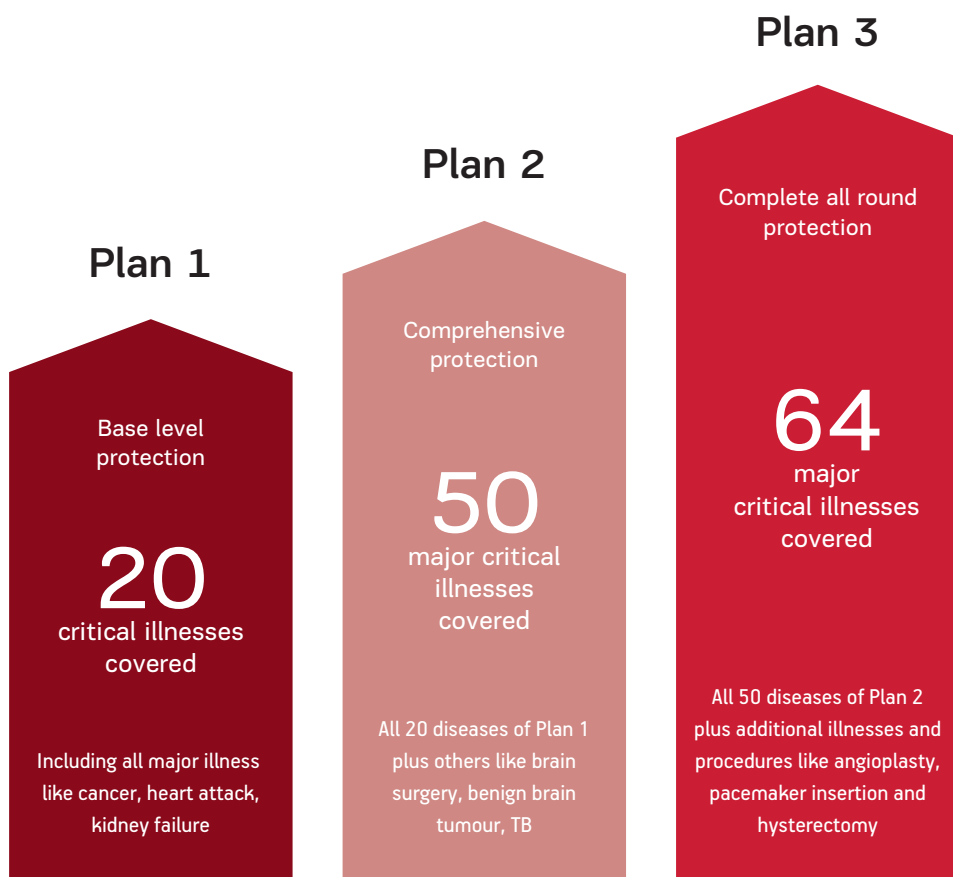 Plan 1
Base level
protection
20
critical illnesses
covered
Including all major illness
like cancer, heart attack,
kidney failure
Plan 2
Comprehensive
protection
50
major critical
illnesses
covered
All 20 diseases of Plan 1
plus others like brain
surgery, benign brain
tumour, TB
Plan 3
Complete all round
protection
64
major
critical illnesses
covered
All 50 diseases of Plan 2
plus additional illnesses and
procedures like angioplasty,
pacemaker insertion and
hysterectomy